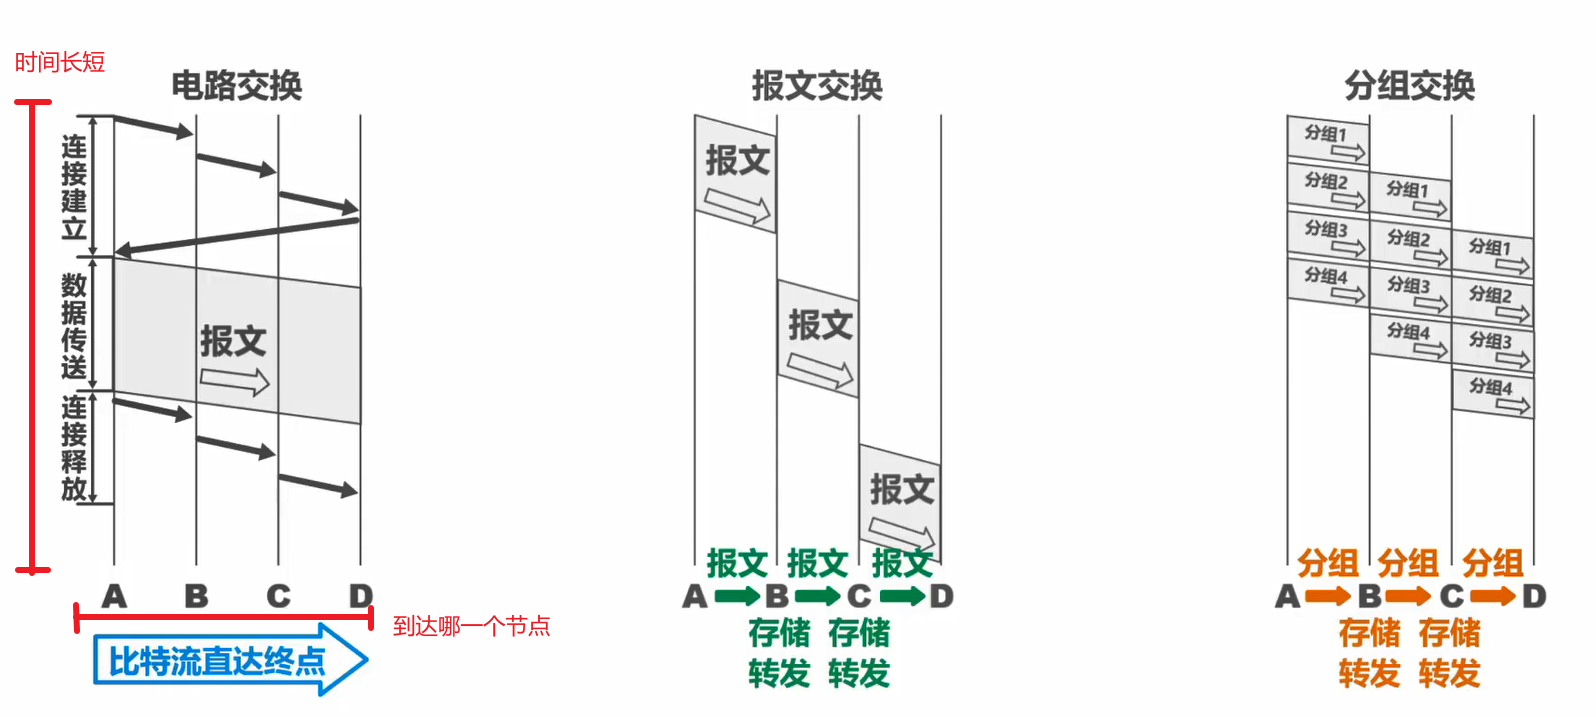 时间长短
电路交换
连接建立
数据传送
连接释放
报文
A B C D
到达哪一个节点
比特流直达终点
报文交换
报文
报文
报文
报文 报文 报文
A B C D
存储 存储
转发 转发
分组交换
分组1
分组2 分组1
分组3 分组2 分组1
分组4 分组3 分组2
分组4 分组3
分组4
分组 分组 分组
A B C D
存储 存储
转发 转发